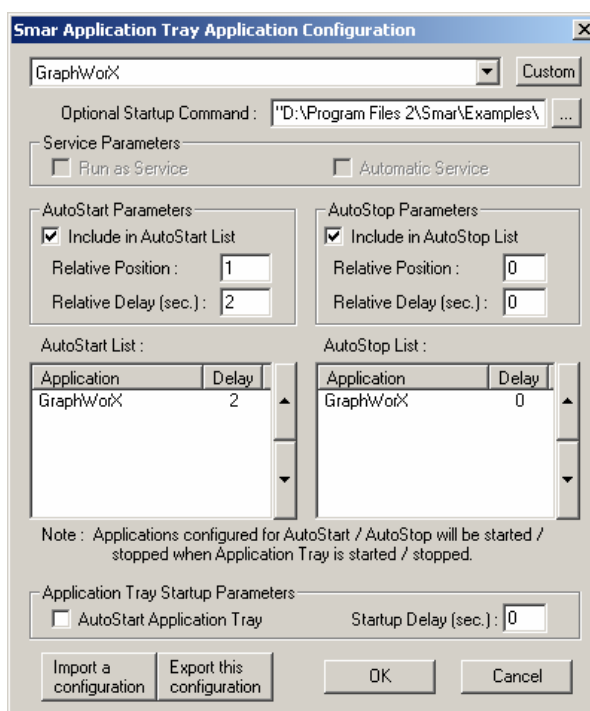 Smar Application Tray Application Configuration
GraphWorX
Custom
Optional Startup Command :
"D:\Program Files 2\Smar\Examples\
...
Service Parameters
Run as Service
Automatic Service
AutoStart Parameters
Include in AutoStart List
Relative Position :
1
Relative Delay (sec.) :
2
AutoStop Parameters
Include in AutoStop List
Relative Position :
0
Relative Delay (sec.) :
0
AutoStart List :
Application Delay
GraphWorX 2
AutoStop List :
Application Delay
GraphWorX 0
Note : Applications configured for AutoStart / AutoStop will be started /
stopped when Application Tray is started / stopped.
Application Tray Startup Parameters
AutoStart Application Tray
Startup Delay (sec.) : 0
Import a
configuration
Export this
configuration
OK
Cancel